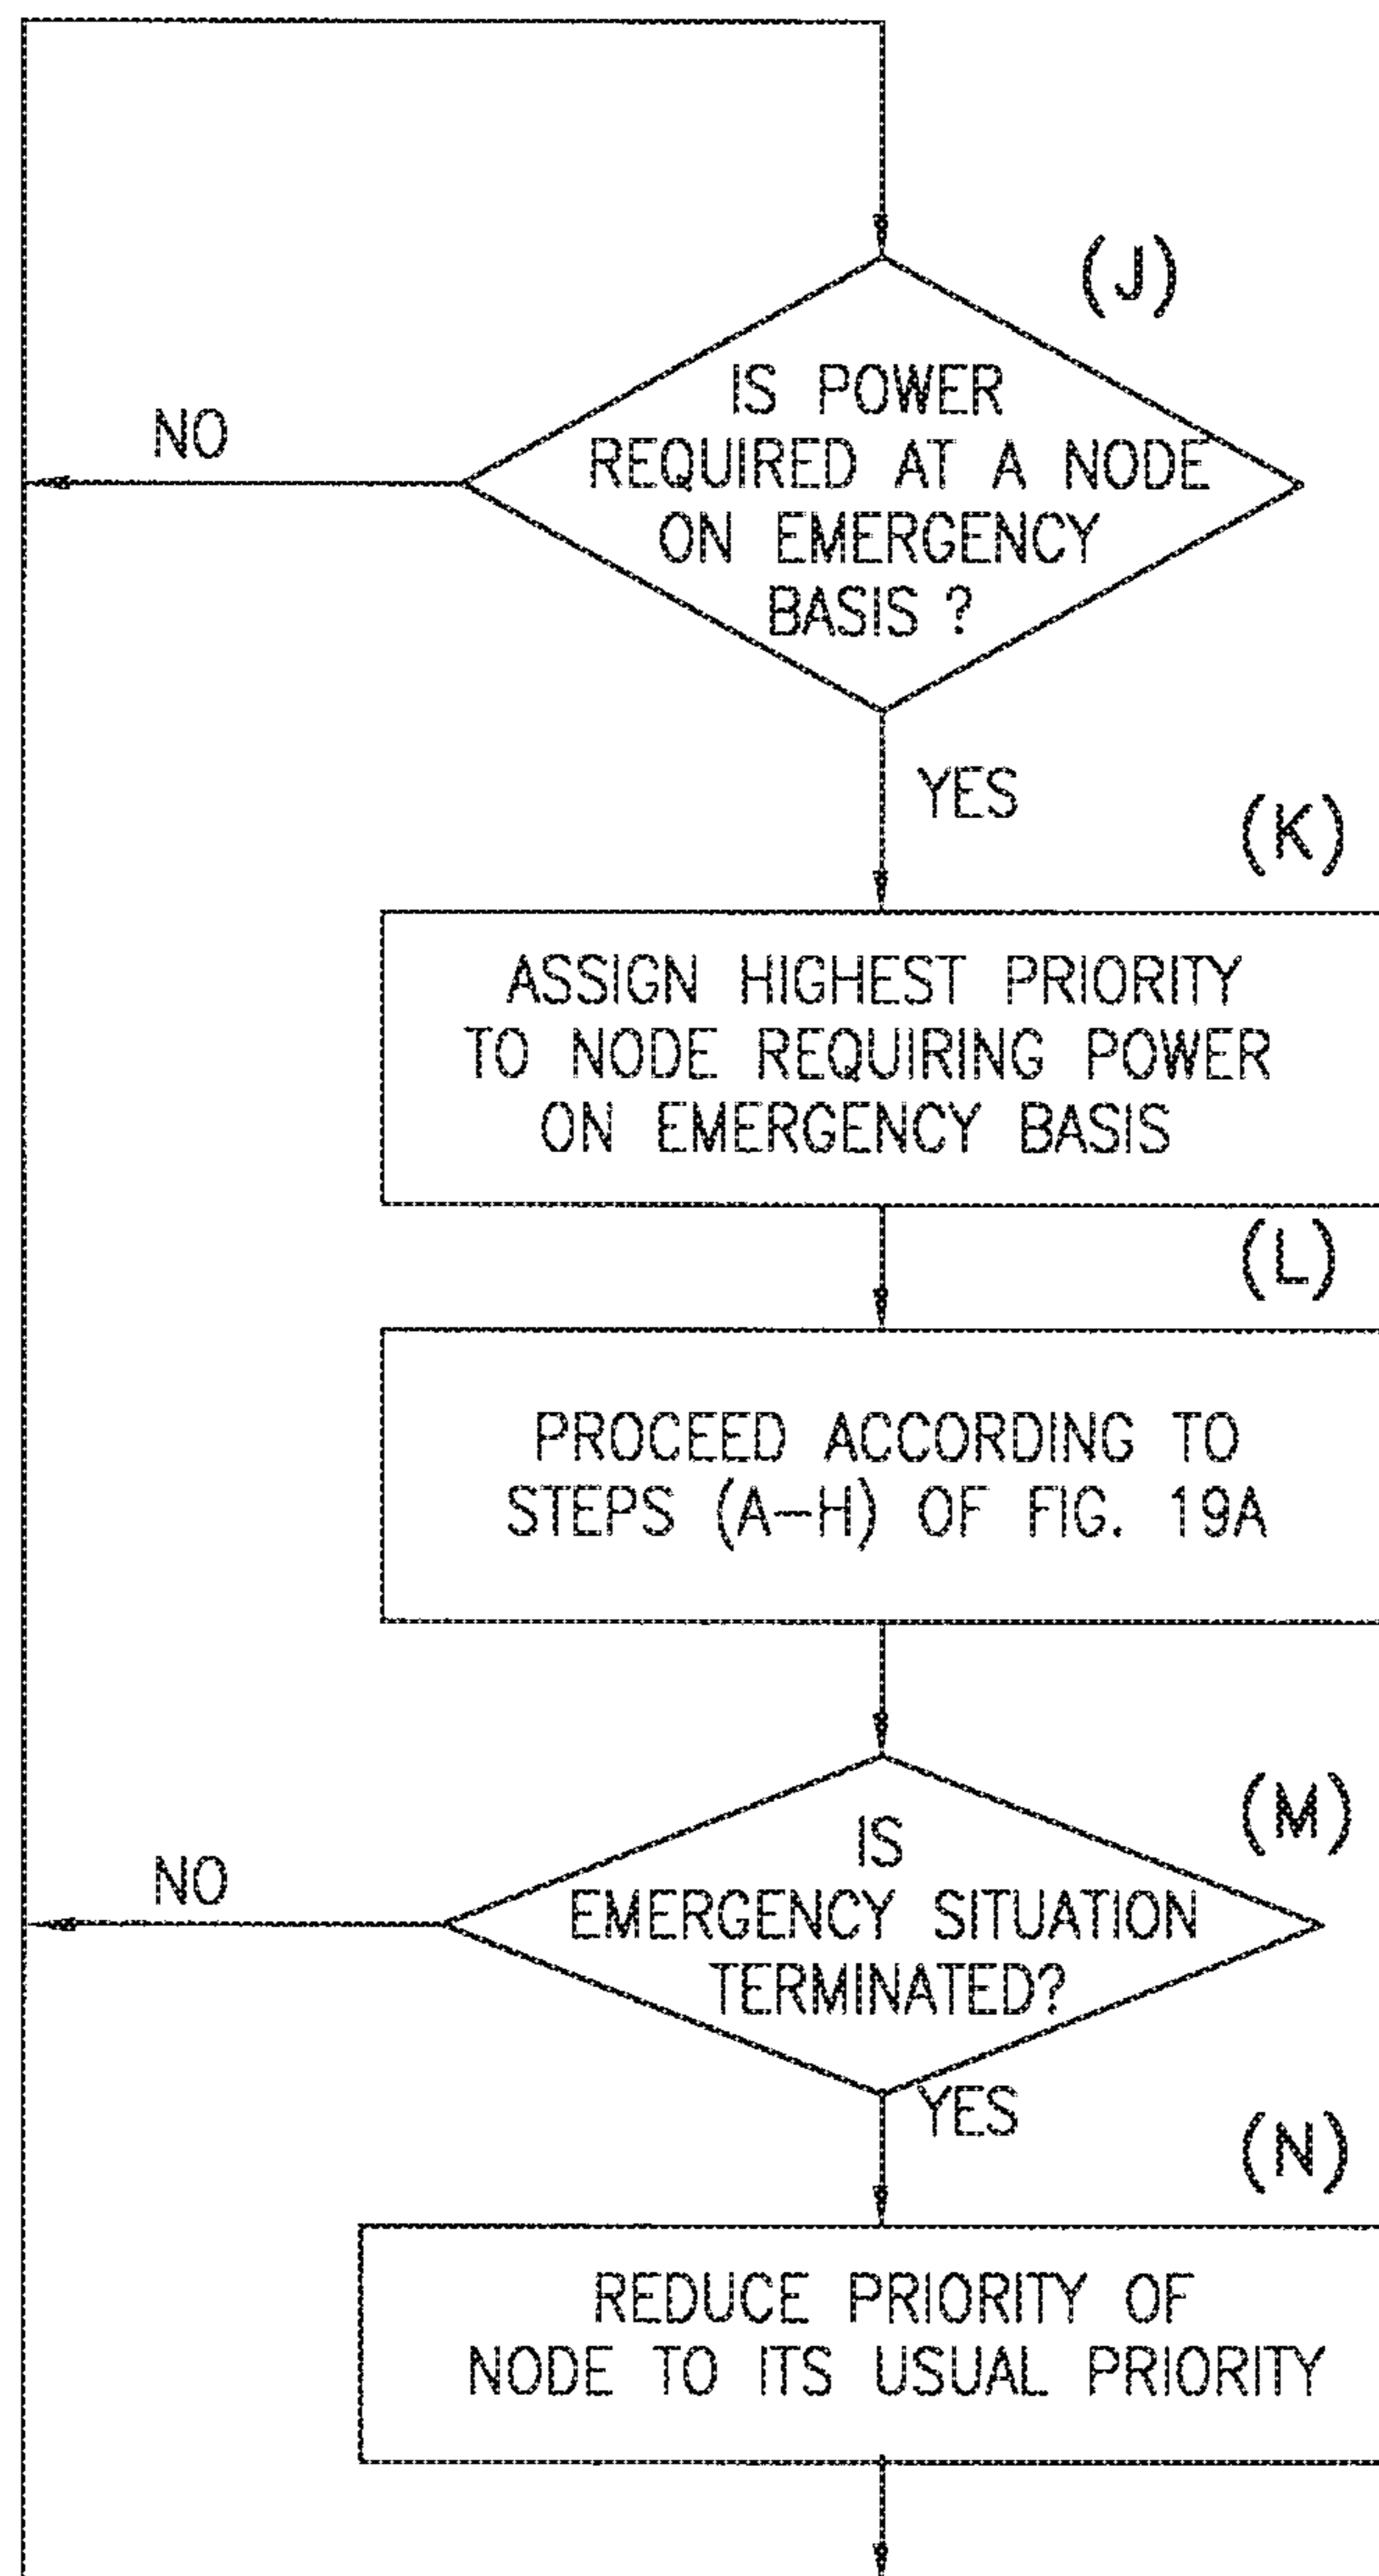 (J)
IS POWER
REQUIRED AT A NODE
ON EMERGENCY
BASIS ?
NO
YES
(K)
ASSIGN HIGHEST PRIORITY
TO NODE REQUIRING POWER
ON EMERGENCY BASIS
(L)
PROCEED ACCORDING TO
STEPS (A-H) OF FIG. 19A
(M)
IS
EMERGENCY SITUATION
TERMINATED?
NO
YES
(N)
REDUCE PRIORITY OF
NODE TO ITS USUAL PRIORITY